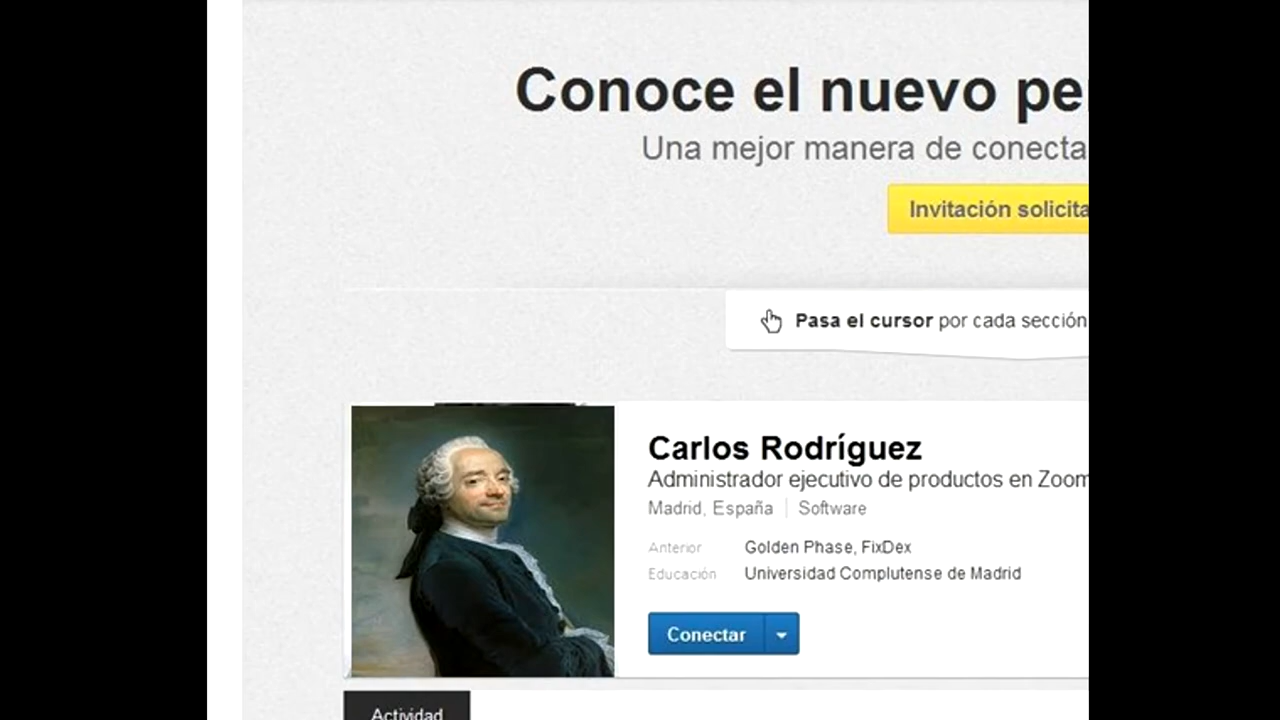 Conoce el nuevo pe
Una mejor manera de conecta
Invitación solicita
Pasa el cursor por cada sección
Carlos Rodríguez
Administrador ejecutivo de productos en Zoom
Madrid, España | Software
Anterior Golden Phase, FixDex
Educación Universidad Complutense de Madrid
Conectar
Actividad